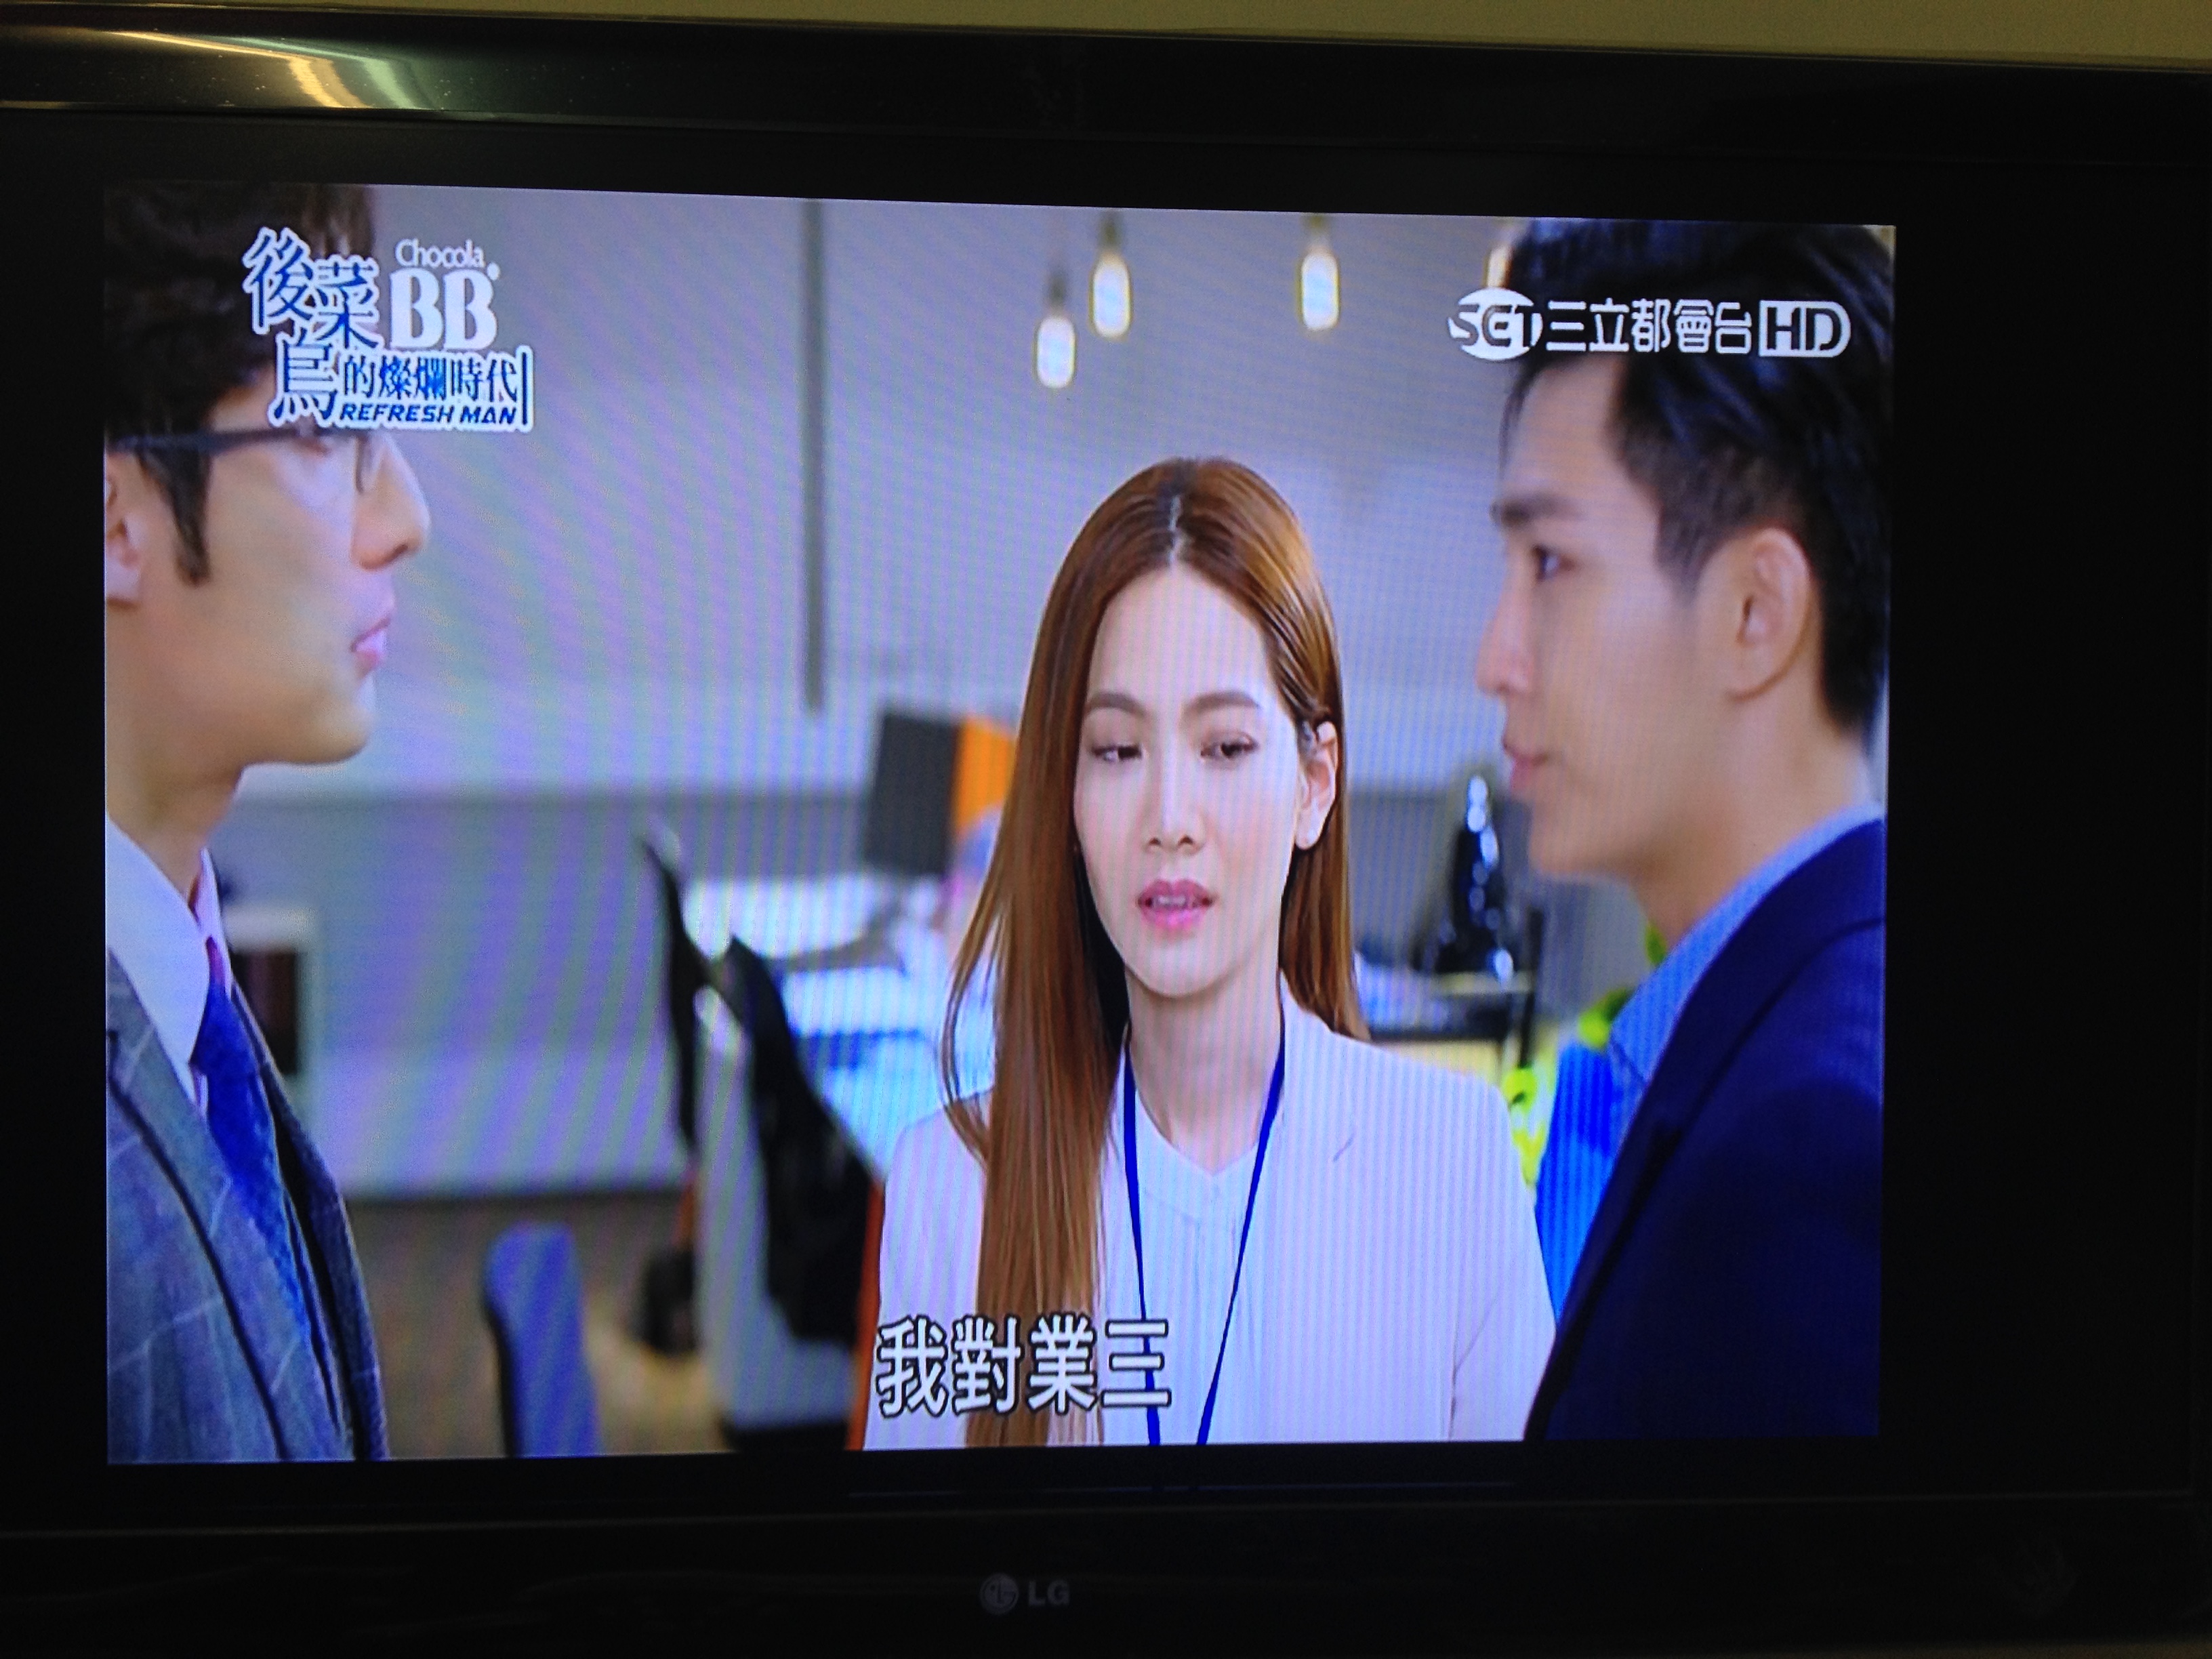 Chocola
BB
後菜鳥
的燦爛時代
REFRESH MAN
SET三立都會台HD
我對業三
LG